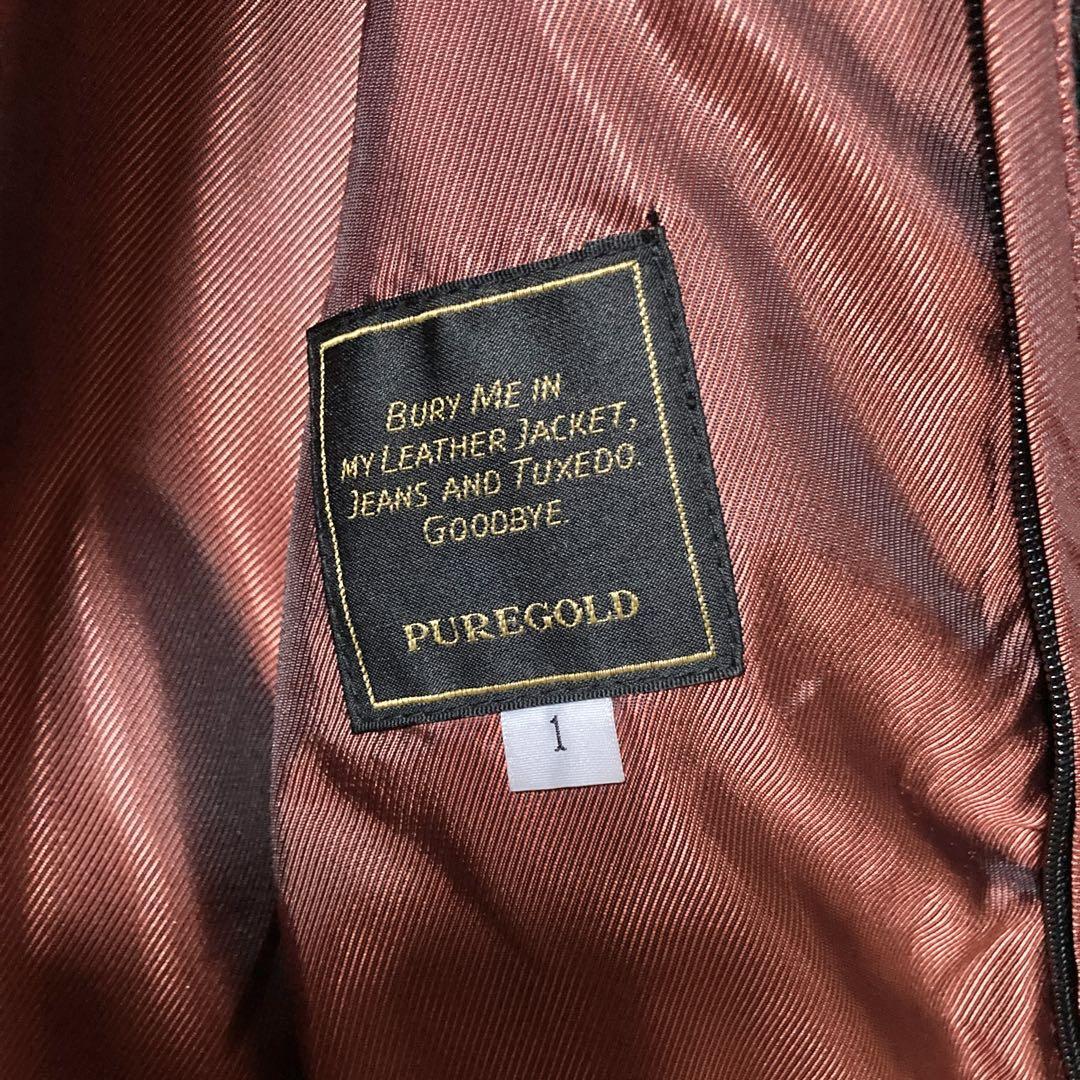 BURY ME IN
MY LEATHER JACKET,
JEANS AND TUXEDO.
GOODBYE.
PUREGOLD
1